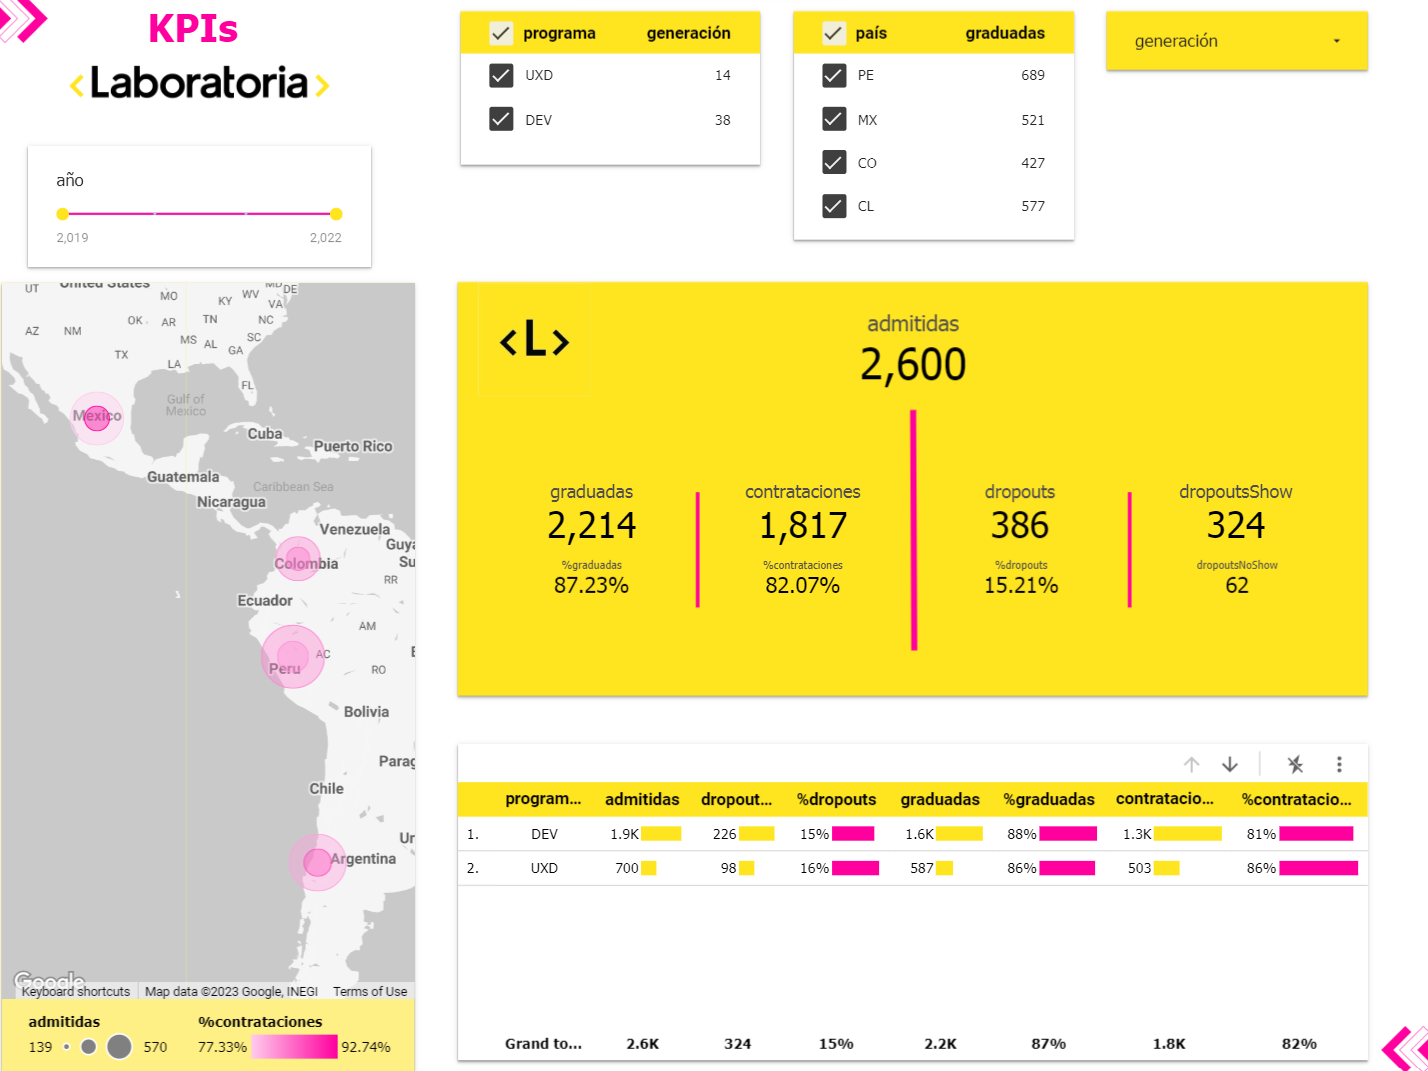 KPIs
<Laboratoria>
programa generación
UXD 14
DEV 38
país graduadas
PE 689
MX 521
CO 427
CL 577
generación
año
2,019 2,022
United States
UT MO KY WV MD DE
VA
AZ NM OK AR TN NC
MS AL SC
TX GA
LA
FL
Gulf of
Mexico
Mexico
Cuba
Puerto Rico
Guatemala
Caribbean Sea
Nicaragua
Venezuela
Guya
Su
Colombia
RR
Ecuador
AM
AC
Peru
RO
Bolivia
Parag
Chile
Ur
Argentina
Google
Keyboard shortcuts Map data ©2023 Google, INEGI Terms of Use
admitidas %contrataciones
139 570 77.33% 92.74%
<L>
admitidas
2,600
graduadas contrataciones dropouts dropoutsShow
2,214 1,817 386 324
%graduadas %contrataciones %dropouts dropoutsNoShow
87.23% 82.07% 15.21% 62
program... admitidas dropout... %dropouts graduadas %graduadas contratacio... %contratacio...
1. DEV 1.9K 226 15% 1.6K 88% 1.3K 81%
2. UXD 700 98 16% 587 86% 503 86%
Grand to... 2.6K 324 15% 2.2K 87% 1.8K 82%